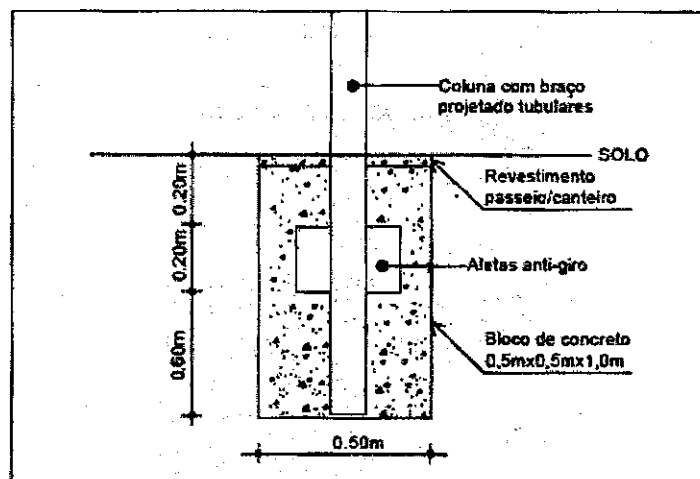 Coluna com braço
projetado tubulares
SOLO
Revestimento
passeio/canteiro
Aletas anti-giro
Bloco de concreto
0,5mx0,5mx1,0m
0.20m
0.20m
0.60m
0.50m